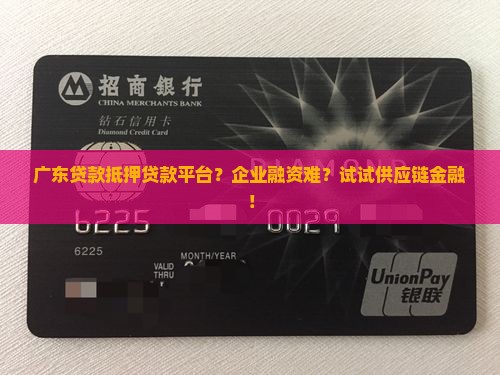 招商銀行
CHINA MERCHANTS BANK
钻石信用卡
Diamond Credit Card
DIAMOND
广东贷款抵押贷款平台？企业融资难？试试供应链金融
！
6225 0029
6225
MONTH/YEAR
VALID
THRU
UnionPay
银联